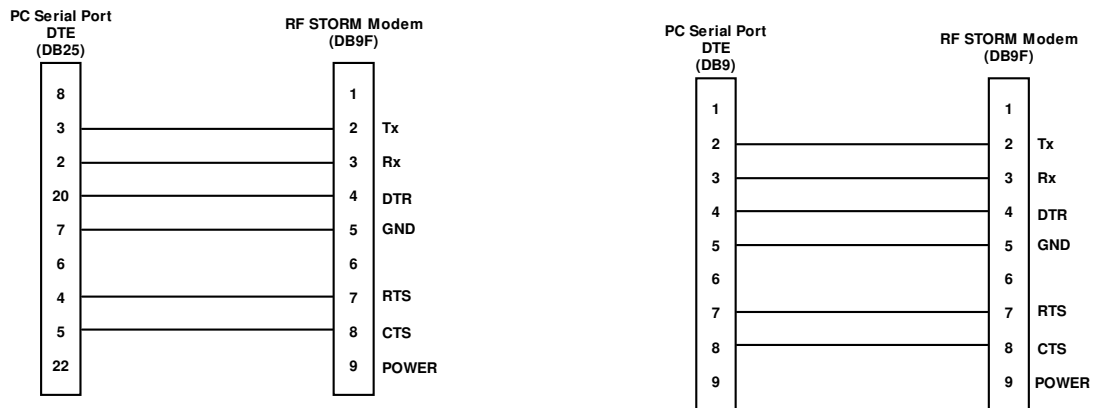 PC Serial Port
DTE
(DB25)
RF STORM Modem
(DB9F)
8 1
3 2 Tx
2 3 Rx
20 4 DTR
7 5 GND
6 6
4 7 RTS
5 8 CTS
22 9 POWER
PC Serial Port
DTE
(DB9)
RF STORM Modem
(DB9F)
1 1
2 2 Tx
3 3 Rx
4 4 DTR
5 5 GND
6 6
7 7 RTS
8 8 CTS
9 9 POWER